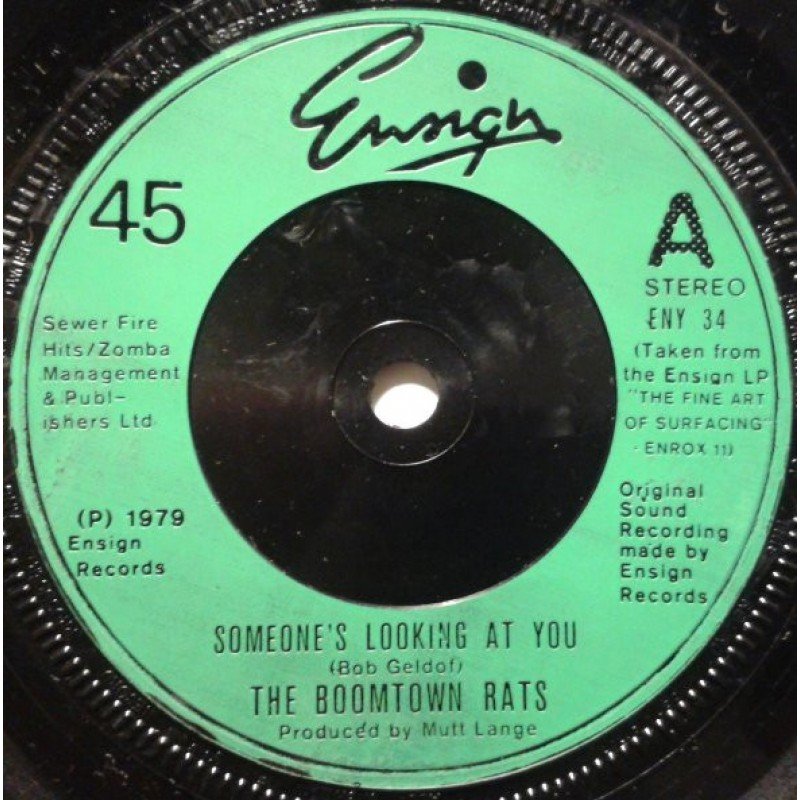 Ensign
45
A
STEREO
ENY 34
(Taken from
the Ensign LP
"THE FINE ART
OF SURFACING"
- ENROX 11)
Sewer Fire
Hits/Zomba
Management
& Publ-
ishers Ltd
(P) 1979
Ensign
Records
Original
Sound
Recording
made by
Ensign
Records
SOMEONE'S LOOKING AT YOU
(Bob Geldof)
THE BOOMTOWN RATS
Produced by Mutt Lange